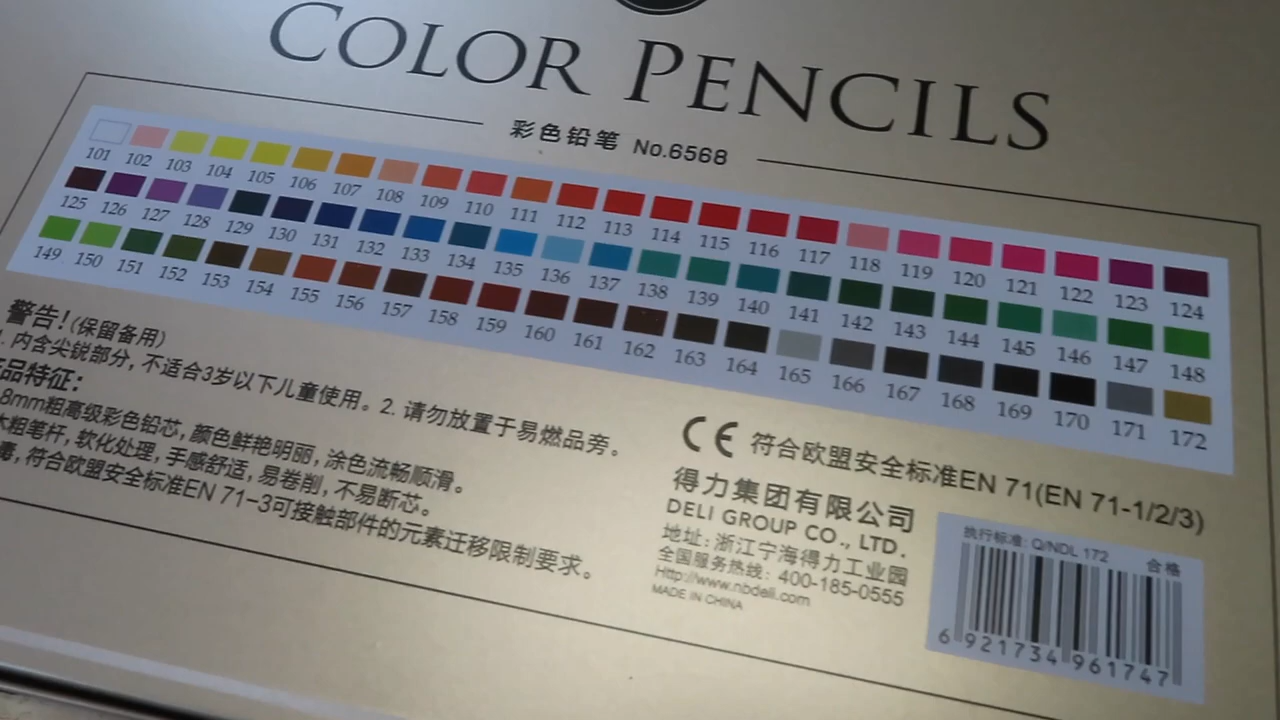 COLOR PENCILS
彩色铅笔 No.6568
101 102 103 104 105 106 107 108 109 110 111 112 113 114 115 116 117 118 119 120 121 122 123 124
125 126 127 128 129 130 131 132 133 134 135 136 137 138 139 140 141 142 143 144 145 146 147 148
149 150 151 152 153 154 155 156 157 158 159 160 161 162 163 164 165 166 167 168 169 170 171 172
警告!(保留备用)
. 内含尖锐部分, 不适合3岁以下儿童使用。2. 请勿放置于易燃品旁。
品特征:
.8mm粗高级彩色铅芯, 颜色鲜艳明丽, 涂色流畅顺滑。
木粗笔杆, 软化处理, 手感舒适, 易卷削, 不易断芯。
毒, 符合欧盟安全标准EN 71-3可接触部件的元素迁移限制要求。
CE 符合欧盟安全标准EN 71(EN 71-1/2/3)
得力集团有限公司
DELI GROUP CO., LTD.
地址: 浙江宁海得力工业园
全国服务热线: 400-185-0555
Http://www.nbdeli.com
MADE IN CHINA
执行标准: Q/NDL 172 合格
6 921734 961747